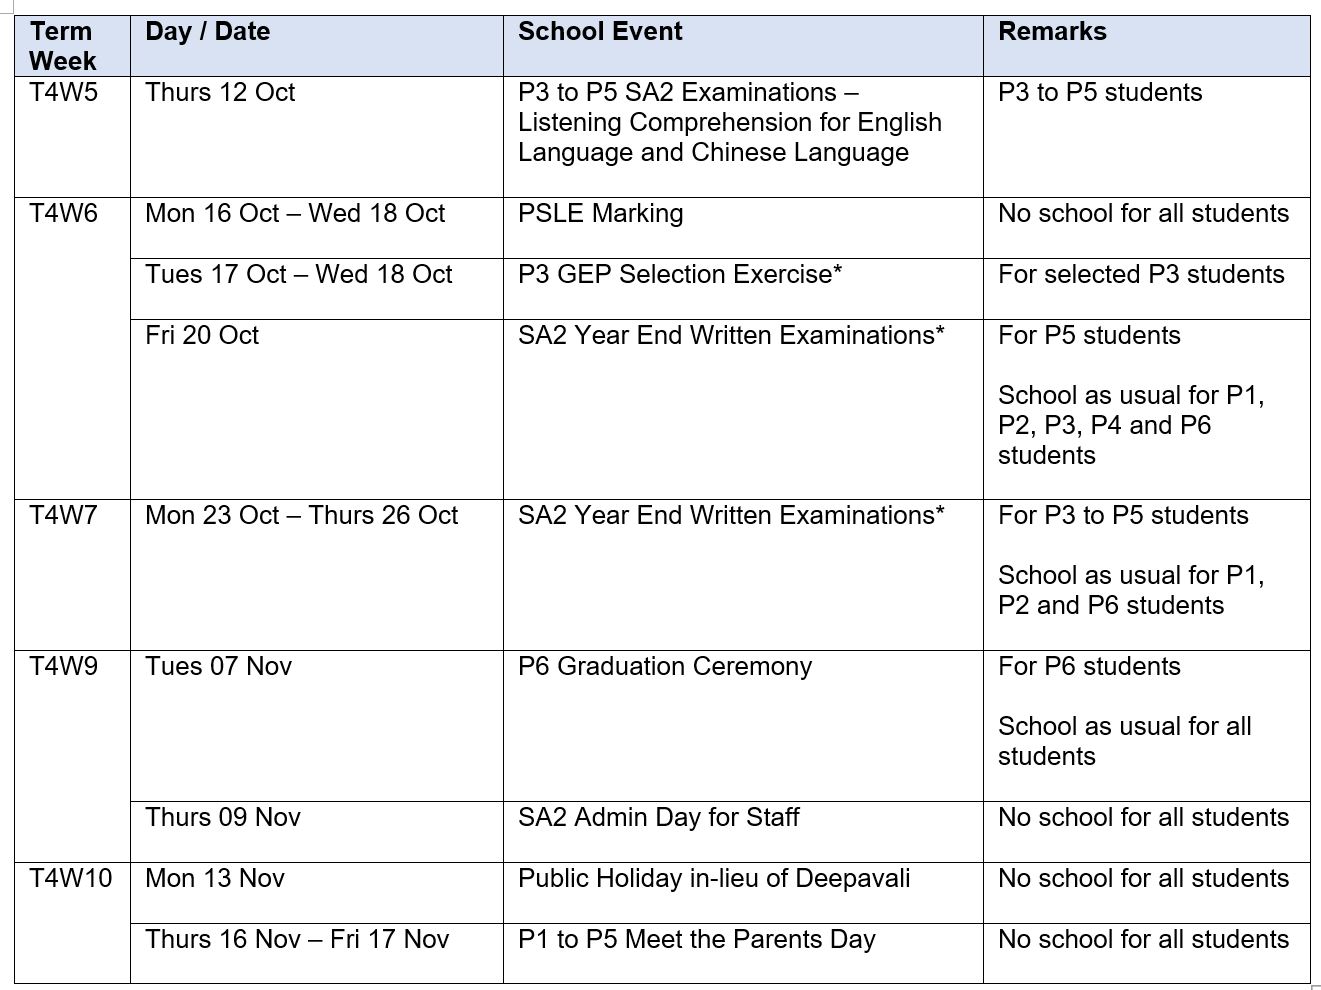 Term Week
Day / Date
School Event
Remarks
T4W5
Thurs 12 Oct
P3 to P5 SA2 Examinations –
Listening Comprehension for English
Language and Chinese Language
P3 to P5 students
T4W6
Mon 16 Oct – Wed 18 Oct
PSLE Marking
No school for all students
Tues 17 Oct – Wed 18 Oct
P3 GEP Selection Exercise*
For selected P3 students
Fri 20 Oct
SA2 Year End Written Examinations*
For P5 students
School as usual for P1,
P2, P3, P4 and P6
students
T4W7
Mon 23 Oct – Thurs 26 Oct
SA2 Year End Written Examinations*
For P3 to P5 students
School as usual for P1,
P2 and P6 students
T4W9
Tues 07 Nov
P6 Graduation Ceremony
For P6 students
School as usual for all
students
Thurs 09 Nov
SA2 Admin Day for Staff
No school for all students
T4W10
Mon 13 Nov
Public Holiday in-lieu of Deepavali
No school for all students
Thurs 16 Nov – Fri 17 Nov
P1 to P5 Meet the Parents Day
No school for all students